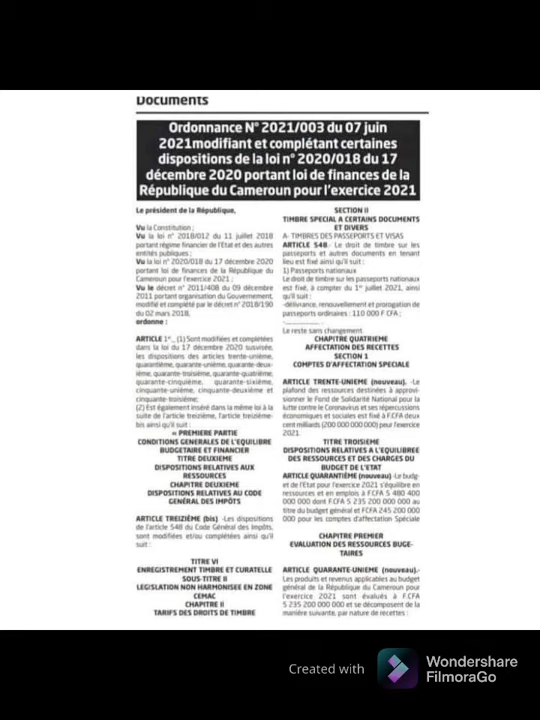 Documents
Ordonnance N° 2021/003 du 07 juin
2021modifiant et complétant certaines
dispositions de la loi n° 2020/018 du 17
décembre 2020 portant loi de finances de la
République du Cameroun pour l'exercice 2021
Le président de la République,
Vu la Constitution ;
Vu la loi n° 2018/012 du 11 juillet 2018
portant régime financier de l'Etat et des autres
entités publiques ;
Vu la loi n° 2020/018 du 17 décembre 2020
portant loi de finances de la République du
Cameroun pour l'exercice 2021 ;
Vu le décret n° 2011/408 du 09 décembre
2011 portant organisation du Gouvernement,
modifié et complété par le décret n° 2018/190
du 02 mars 2018,
ordonne :
ARTICLE 1er._ (1) Sont modifiées et complétées
dans la loi du 17 décembre 2020 susvisée,
les dispositions des articles trente-unième,
quarantième, quarante-unième, quarante-deux-
ième, quarante-troisième, quarante-quatrième,
quarante-cinquième, quarante-sixième,
cinquante-unième, cinquante-deuxième et
cinquante-troisième;
(2) Est également inséré dans la même loi à la
suite de l'article treizième, l'article treizième-
bis ainsi qu'il suit :
« PREMIERE PARTIE
CONDITIONS GENERALES DE L'EQUILIBRE
BUDGETAIRE ET FINANCIER
TITRE DEUXIEME
DISPOSITIONS RELATIVES AUX
RESSOURCES
CHAPITRE DEUXIEME
DISPOSITIONS RELATIVES AU CODE
GENÉRAL DES IMPÔTS
ARTICLE TREIZIÈME (bis) -Les dispositions
de l'article 548 du Code Général des Impôts,
sont modifiées et/ou complétées ainsi qu'il
suit :
TITRE VI
ENREGISTREMENT TIMBRE ET CURATELLE
SOUS-TITRE II
LEGISLATION NON HARMONISEE EN ZONE
CEMAC
CHAPITRE II
TARIFS DES DROITS DE TIMBRE
SECTION II
TIMBRE SPECIAL A CERTAINS DOCUMENTS
ET DIVERS
A- TIMBRES DES PASSEPORTS ET VISAS
ARTICLE 548.- Le droit de timbre sur les
passeports et autres documents en tenant
lieu est fixé ainsi qu'il suit :
1) Passeports nationaux
Le droit de timbre sur les passeports nationaux
est fixé, à compter du 1er juillet 2021, ainsi
qu'il suit :
-délivrance, renouvellement et prorogation de
passeports ordinaires : 110 000 F CFA ;
Le reste sans changement
CHAPITRE QUATRIEME
AFFECTATION DES RECETTES
SECTION 1
COMPTES D'AFFECTATION SPECIALE
ARTICLE TRENTE-UNIEME (nouveau). -Le
plafond des ressources destinées à approvi-
sionner le Fond de Solidarité National pour la
lutte contre le Coronavirus et ses répercussions
économiques et sociales est fixé à F.CFA deux
cent milliards (200 000 000 000) pour l'exercice
2021.
TITRE TROISIEME
DISPOSITIONS RELATIVES A L'EQUILIBREE
DES RESSOURCES ET DES CHARGES DU
BUDGET DE L'ETAT
ARTICLE QUARANTIÈME (nouveau) -Le budg-
et de l'Etat pour l'exercice 2021 s'équilibre en
ressources et en emplois à F.CFA 5 480 400
000 000 dont F.CFA 5 235 200 000 000 au
titre du budget général et FCFA 245 200 000
000 pour les comptes d'affectation Spéciale
CHAPITRE PREMIER
EVALUATION DES RESSOURCES BUGE-
TAIRES
ARTICLE QUARANTE-UNIEME (nouveau).-
Les produits et revenus applicables au budget
général de la République du Cameroun pour
l'exercice 2021 sont évalués à F.CFA
5 235 200 000 000 et se décomposent de la
manière suivante, par nature de recettes :
Created with
Wondershare
FilmoraGo